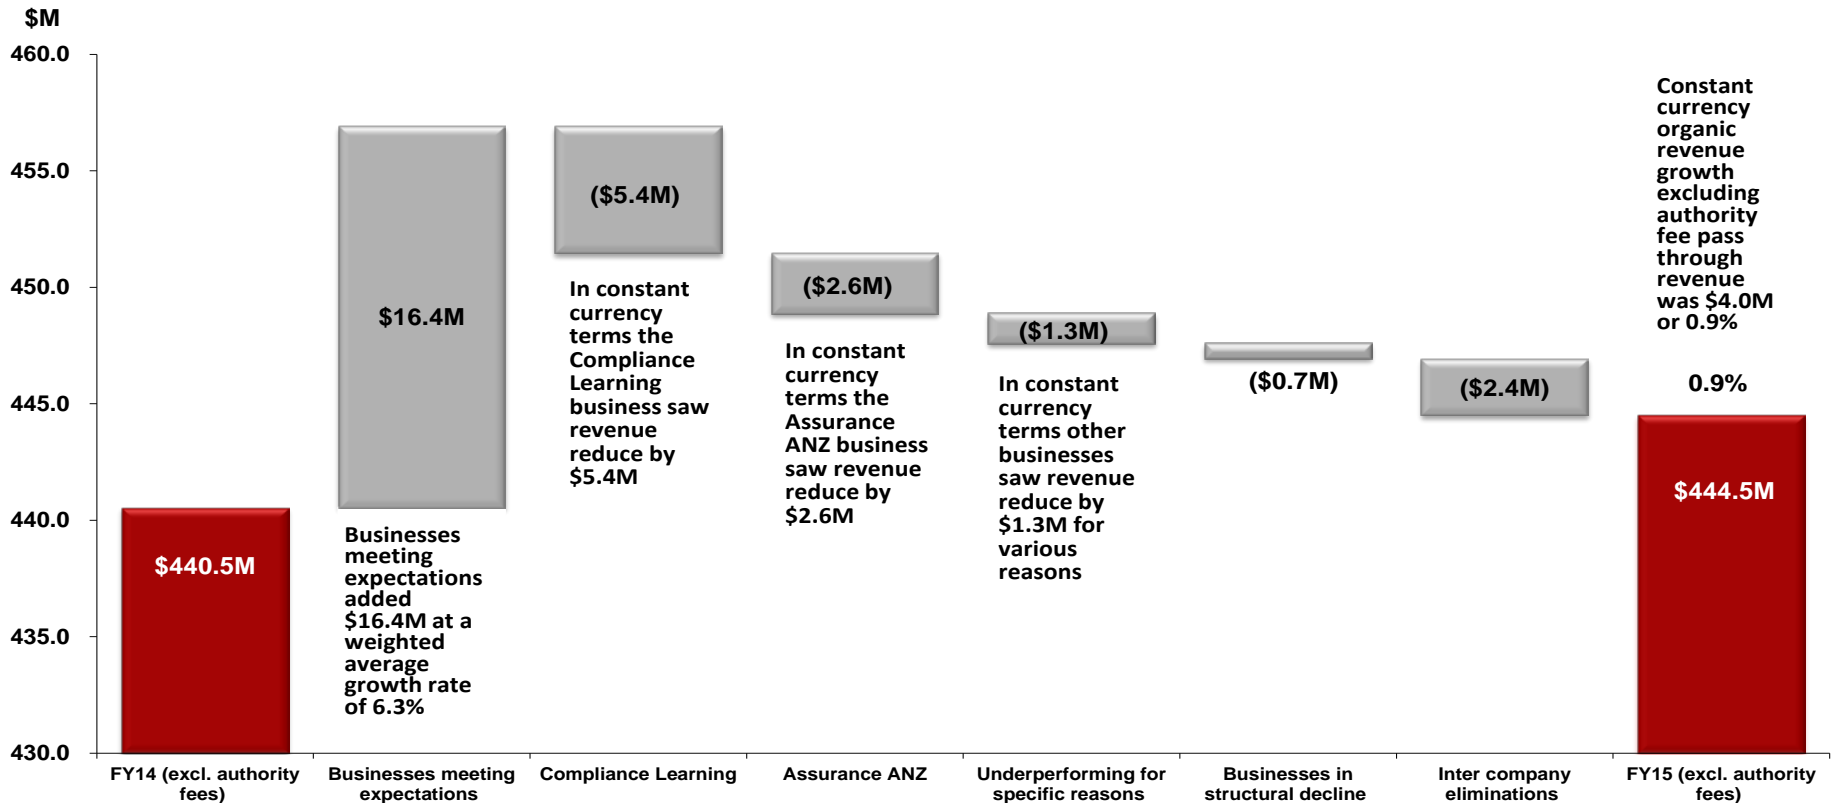 $M
460.0
455.0
450.0
445.0
440.0
435.0
430.0
$440.5M
$16.4M
Businesses
meeting
expectations
added
$16.4M at a
weighted
average
growth rate
of 6.3%
($5.4M)
In constant
currency
terms the
Compliance
Learning
business saw
revenue
reduce by
$5.4M
($2.6M)
In constant
currency
terms the
Assurance
ANZ business
saw revenue
reduce by
$2.6M
($1.3M)
In constant
currency
terms other
businesses
saw revenue
reduce by
$1.3M for
various
reasons
($0.7M)
($2.4M)
Constant
currency
organic
revenue
growth
excluding
authority
fee pass
through
revenue
was $4.0M
or 0.9%
0.9%
$444.5M
FY14 (excl. authority
fees)
Businesses meeting
expectations
Compliance Learning
Assurance ANZ
Underperforming for
specific reasons
Businesses in
structural decline
Inter company
eliminations
FY15 (excl. authority
fees)